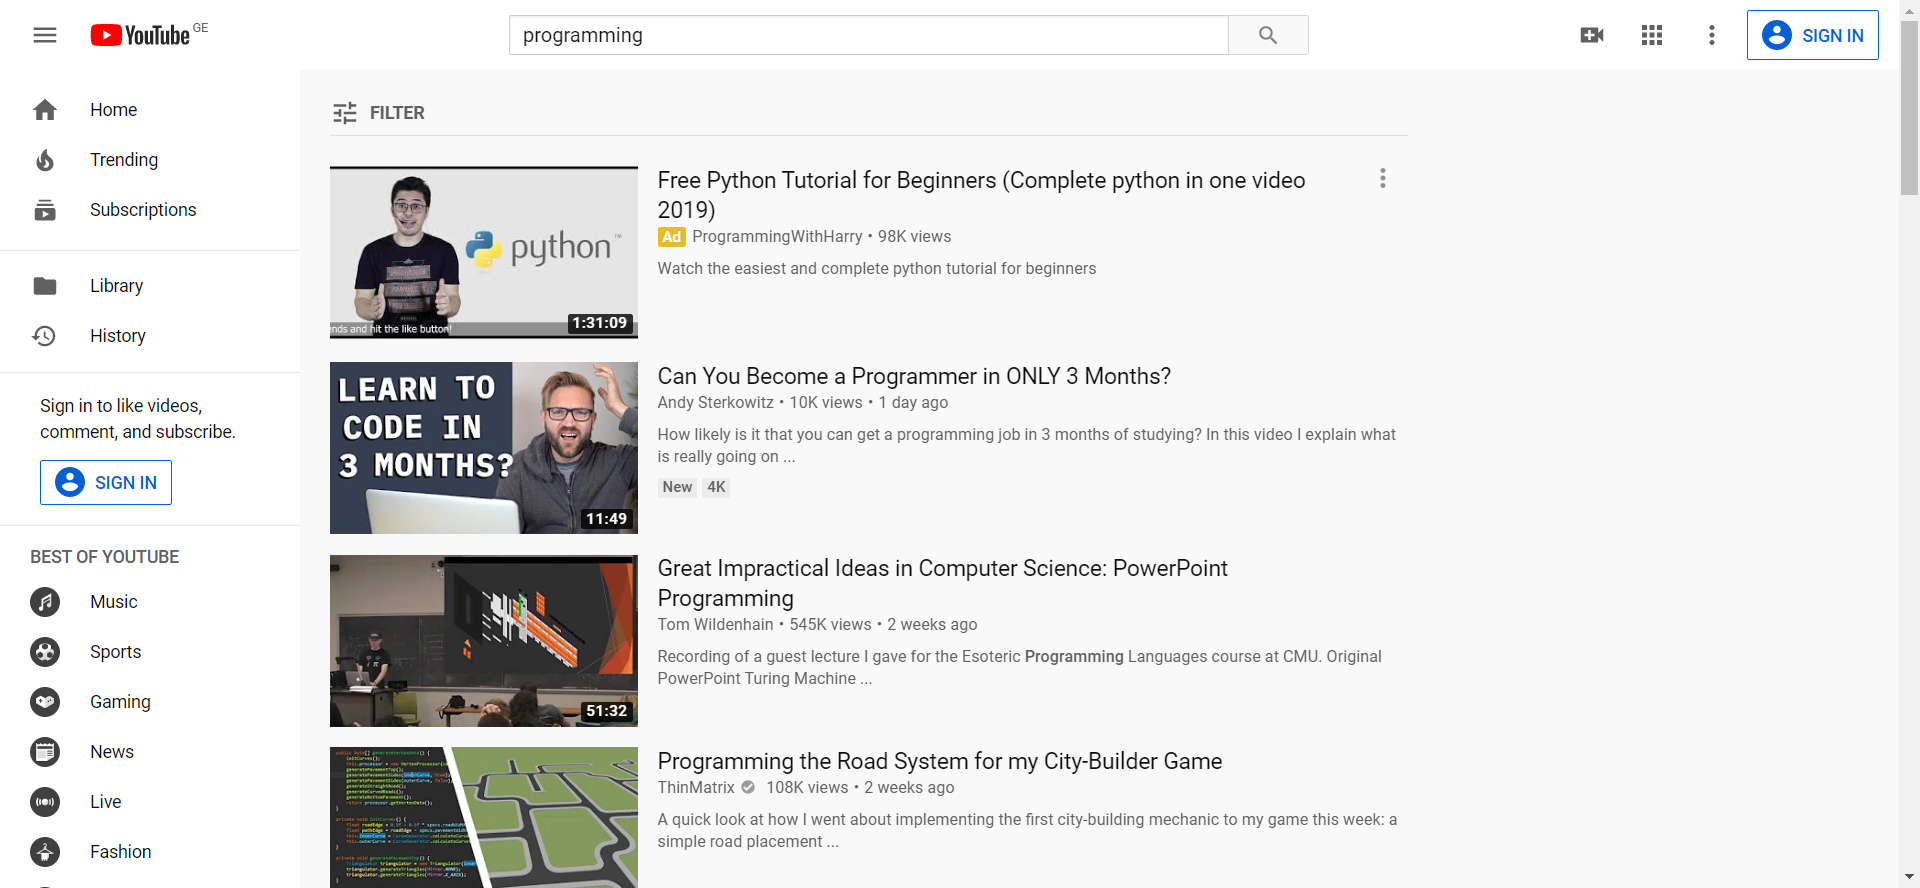 YouTube GE
programming
SIGN IN
Home
Trending
Subscriptions
Library
History
Sign in to like videos,
comment, and subscribe.
SIGN IN
BEST OF YOUTUBE
Music
Sports
Gaming
News
Live
Fashion
FILTER
python™
ends and hit the like button!
1:31:09
Free Python Tutorial for Beginners (Complete python in one video
2019)
Ad ProgrammingWithHarry • 98K views
Watch the easiest and complete python tutorial for beginners
LEARN TO
CODE IN
3 MONTHS?
11:49
Can You Become a Programmer in ONLY 3 Months?
Andy Sterkowitz • 10K views • 1 day ago
How likely is it that you can get a programming job in 3 months of studying? In this video I explain what
is really going on ...
New 4K
51:32
Great Impractical Ideas in Computer Science: PowerPoint
Programming
Tom Wildenhain • 545K views • 2 weeks ago
Recording of a guest lecture I gave for the Esoteric Programming Languages course at CMU. Original
PowerPoint Turing Machine ...
Programming the Road System for my City-Builder Game
ThinMatrix 108K views • 2 weeks ago
A quick look at how I went about implementing the first city-building mechanic to my game this week: a
simple road placement ...